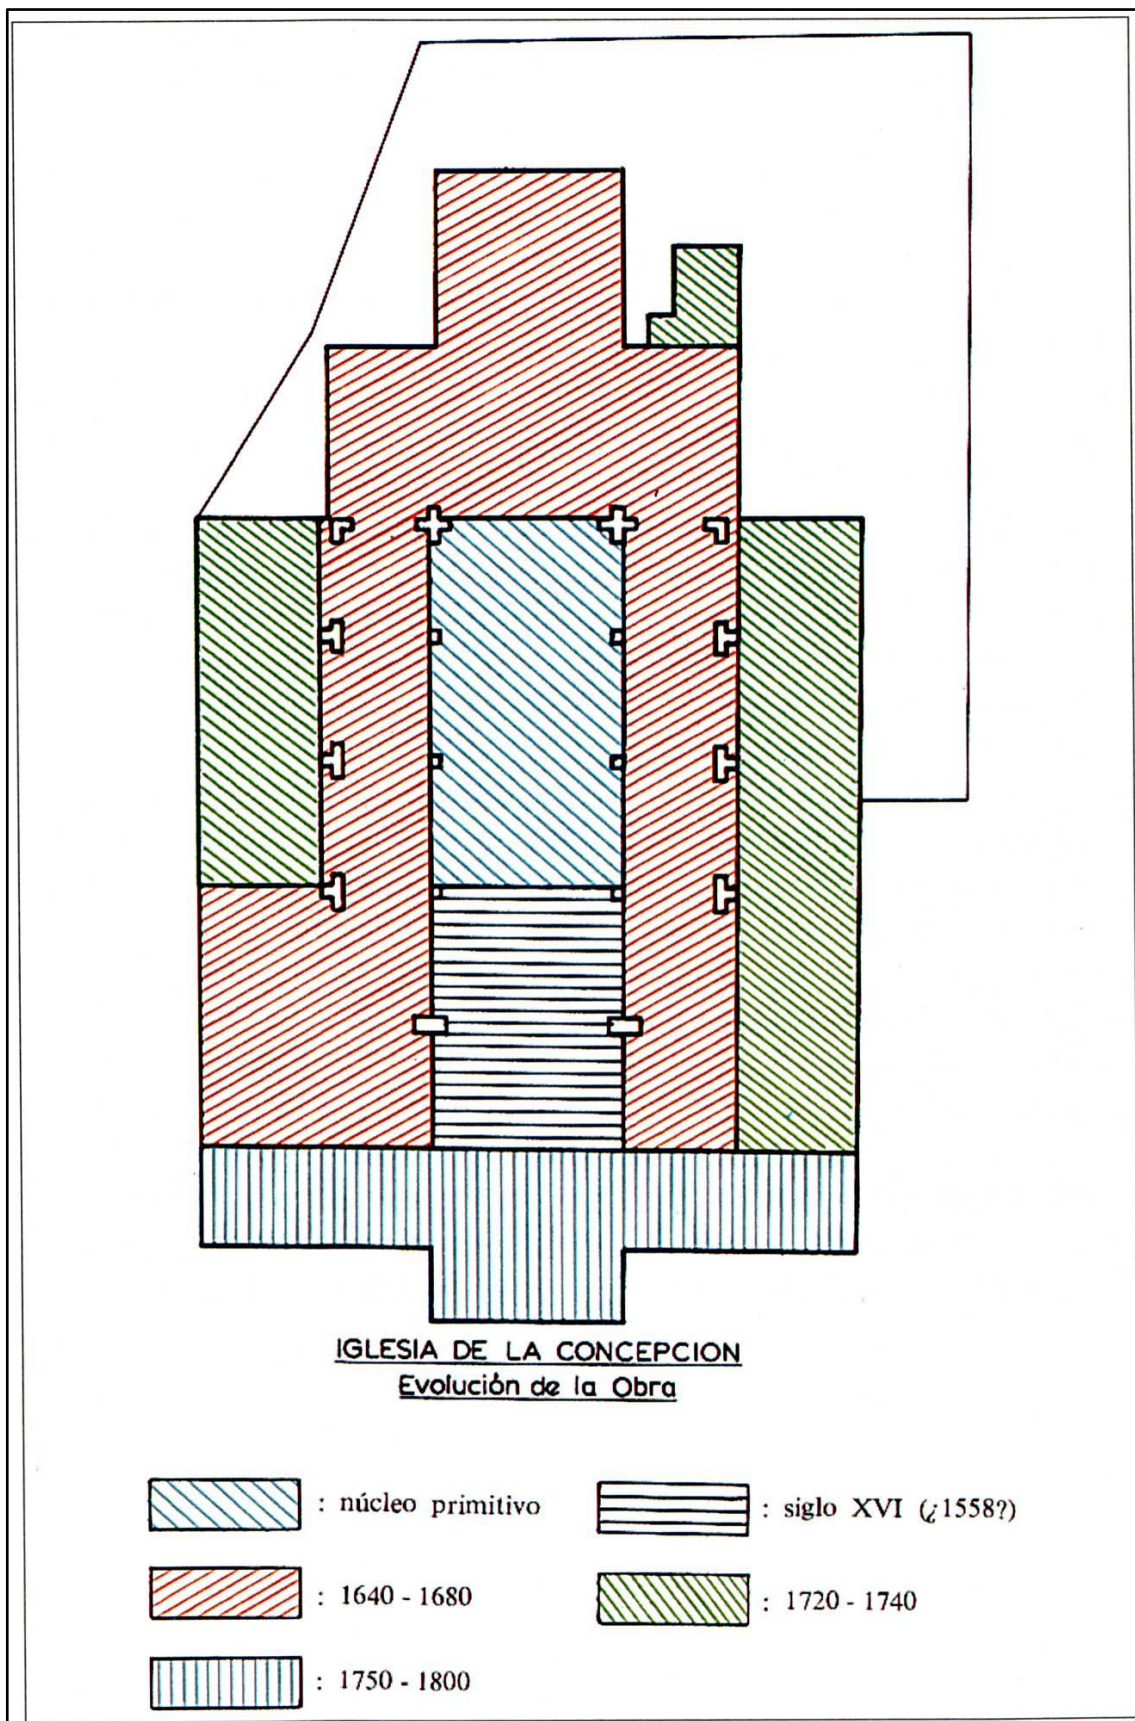 IGLESIA DE LA CONCEPCION
Evolución de la Obra
: núcleo primitivo
: siglo XVI (¿1558?)
: 1640 - 1680
: 1720 - 1740
: 1750 - 1800